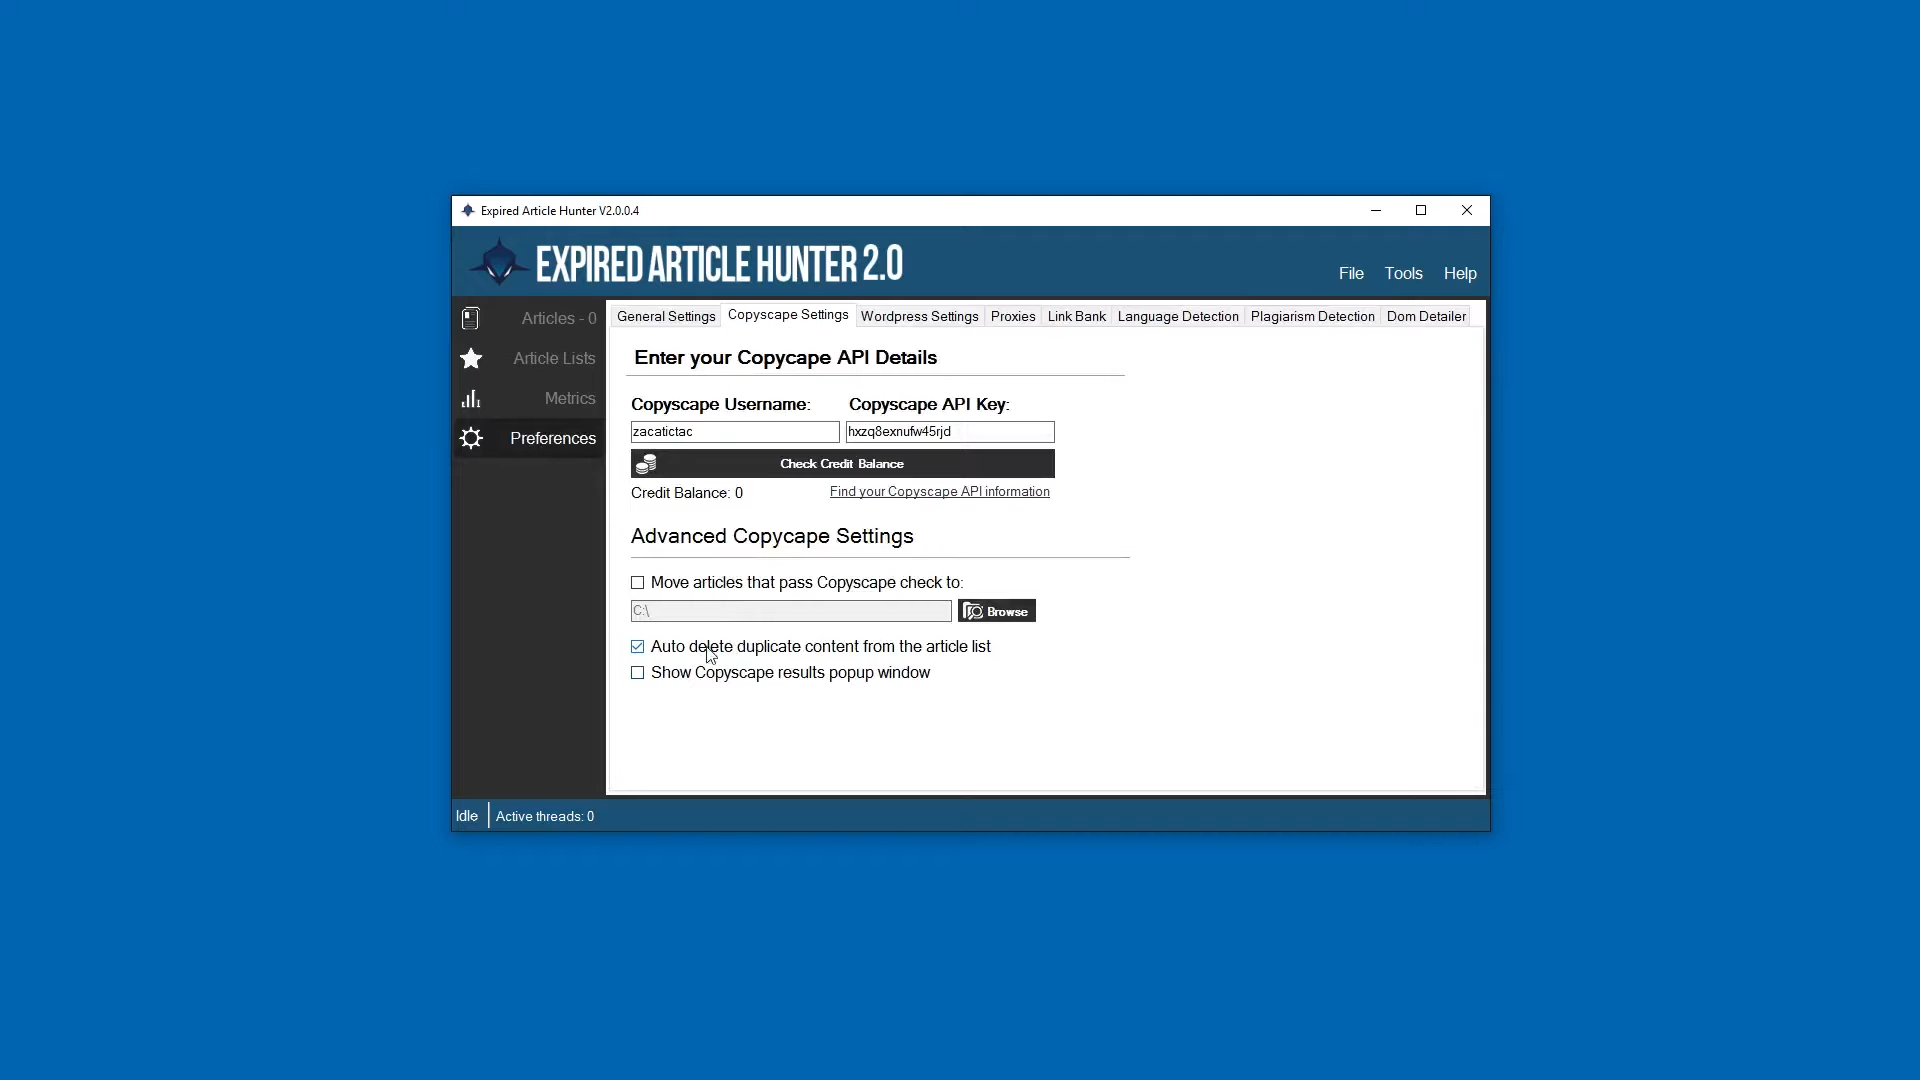 Expired Article Hunter V2.0.0.4
EXPIRED ARTICLE HUNTER 2.0
File Tools Help
Articles - 0
Article Lists
Metrics
Preferences
General Settings Copyscape Settings Wordpress Settings Proxies Link Bank Language Detection Plagiarism Detection Dom Detailer
Enter your Copycape API Details
Copyscape Username: Copyscape API Key:
zacatictac hxzq8exnufw45rjd
Check Credit Balance
Credit Balance: 0 Find your Copyscape API information
Advanced Copycape Settings
Move articles that pass Copyscape check to:
C:\ Browse
Auto delete duplicate content from the article list
Show Copyscape results popup window
Idle Active threads: 0